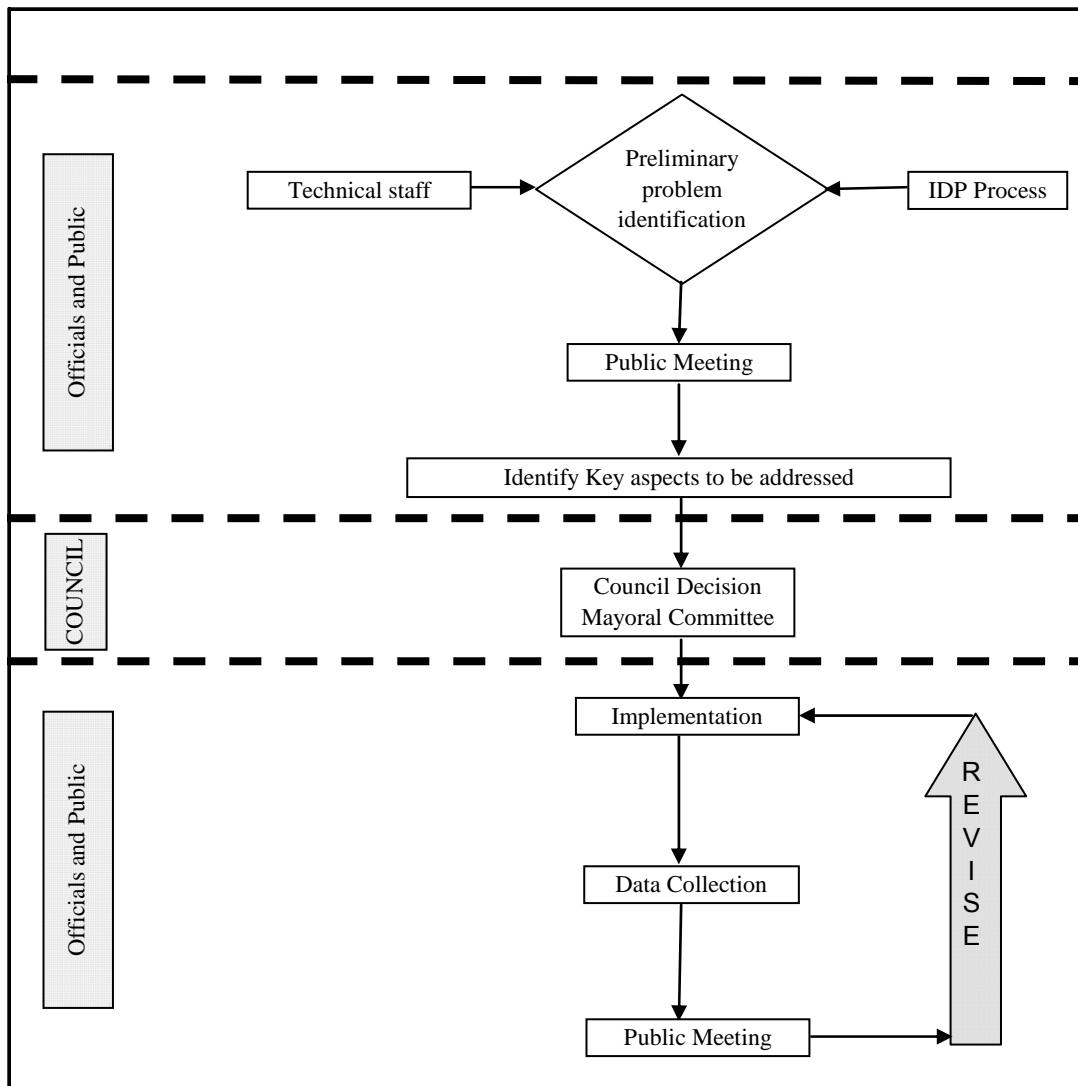 Officials and Public
Technical staff
Preliminary
problem
identification
IDP Process
Public Meeting
Identify Key aspects to be addressed
COUNCIL
Council Decision
Mayoral Committee
Officials and Public
Implementation
REVISE
Data Collection
Public Meeting